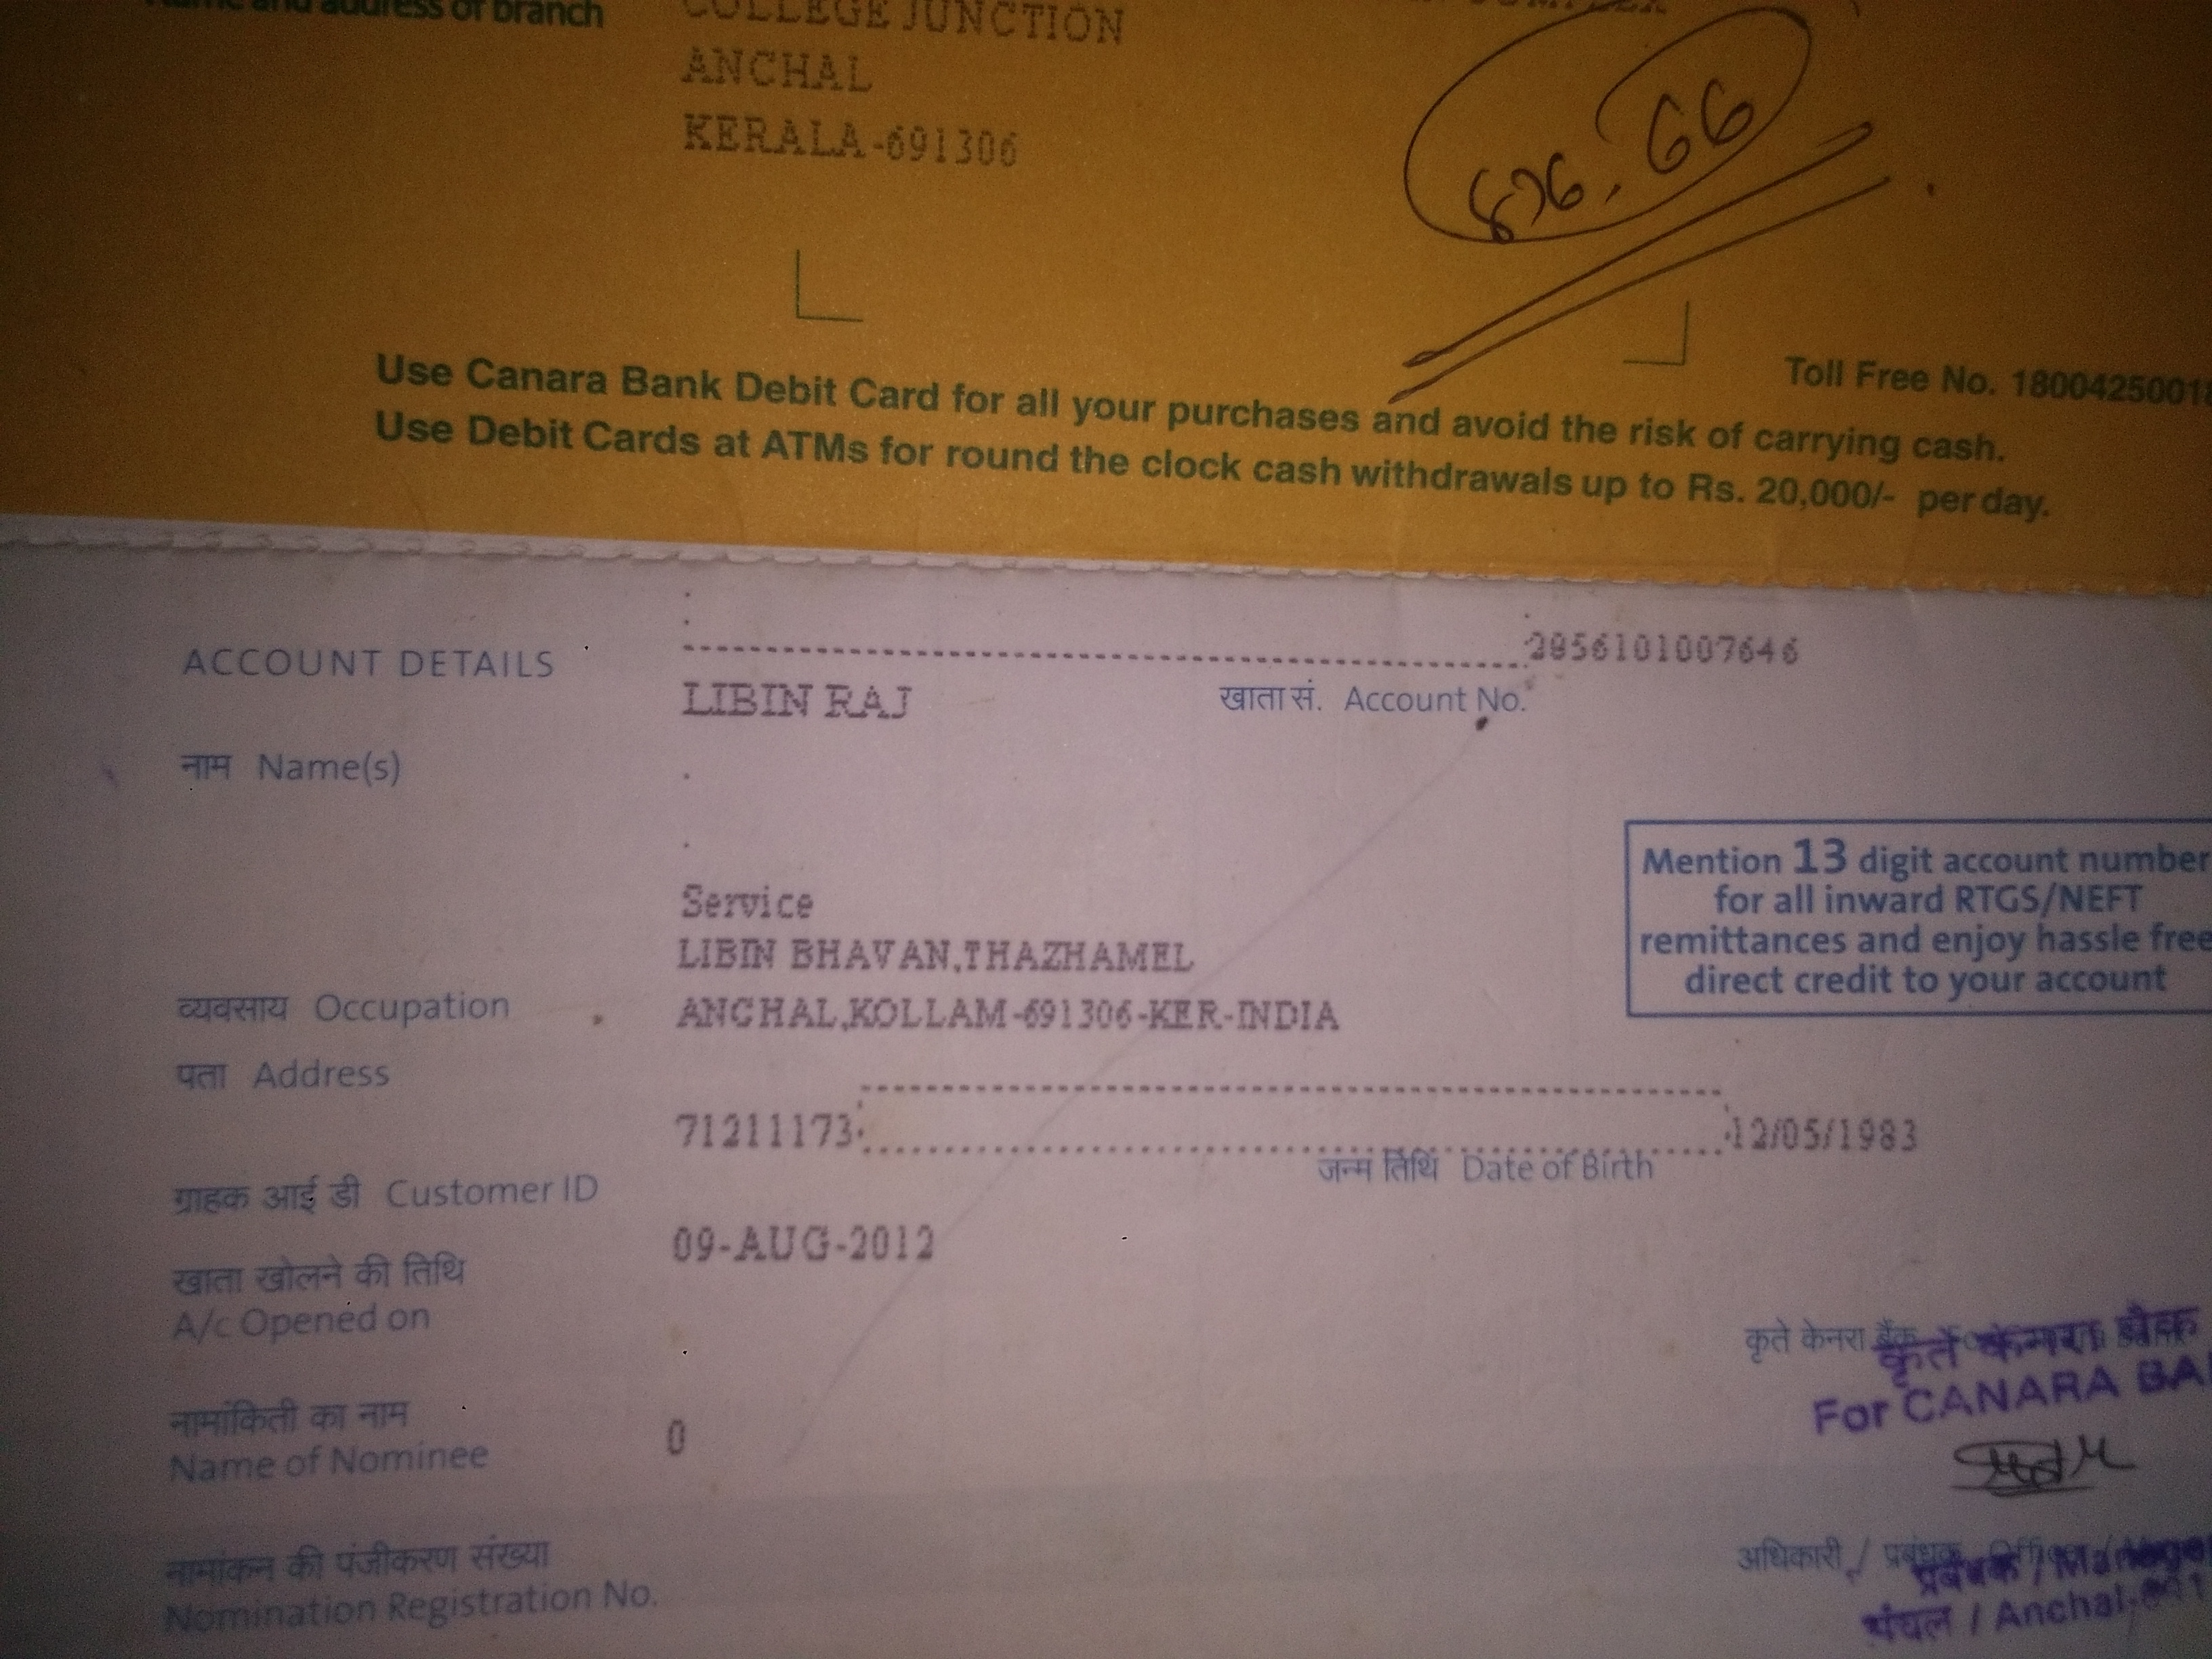 Name and address of branch
COLLEGE JUNCTION
ANCHAL
KERALA-691306
876.66
Toll Free No. 1800425001
Use Canara Bank Debit Card for all your purchases and avoid the risk of carrying cash.
Use Debit Cards at ATMs for round the clock cash withdrawals up to Rs. 20,000/- per day.
ACCOUNT DETAILS
2856101007646
LIBIN RAJ
खाता सं. Account No.
नाम Name(s)
Mention 13 digit account number
for all inward RTGS/NEFT
remittances and enjoy hassle free
direct credit to your account
Service
LIBIN BHAVAN,THAZHAMEL
व्यवसाय Occupation
ANCHAL,KOLLAM-691306-KER-INDIA
पता Address
71211173
12/05/1983
जन्म तिथि Date of Birth
ग्राहक आई डी Customer ID
09-AUG-2012
खाता खोलने की तिथि
A/c Opened on
कृते केनरा बैंक
कृते केनरा बैंक
For CANARA BA
नामांकिती का नाम
Name of Nominee
0
नामांकन की पंजीकरण संख्या
Nomination Registration No.
अधिकारी / प्रबंधक
प्रबंधक / Manager
अंचल / Anchal